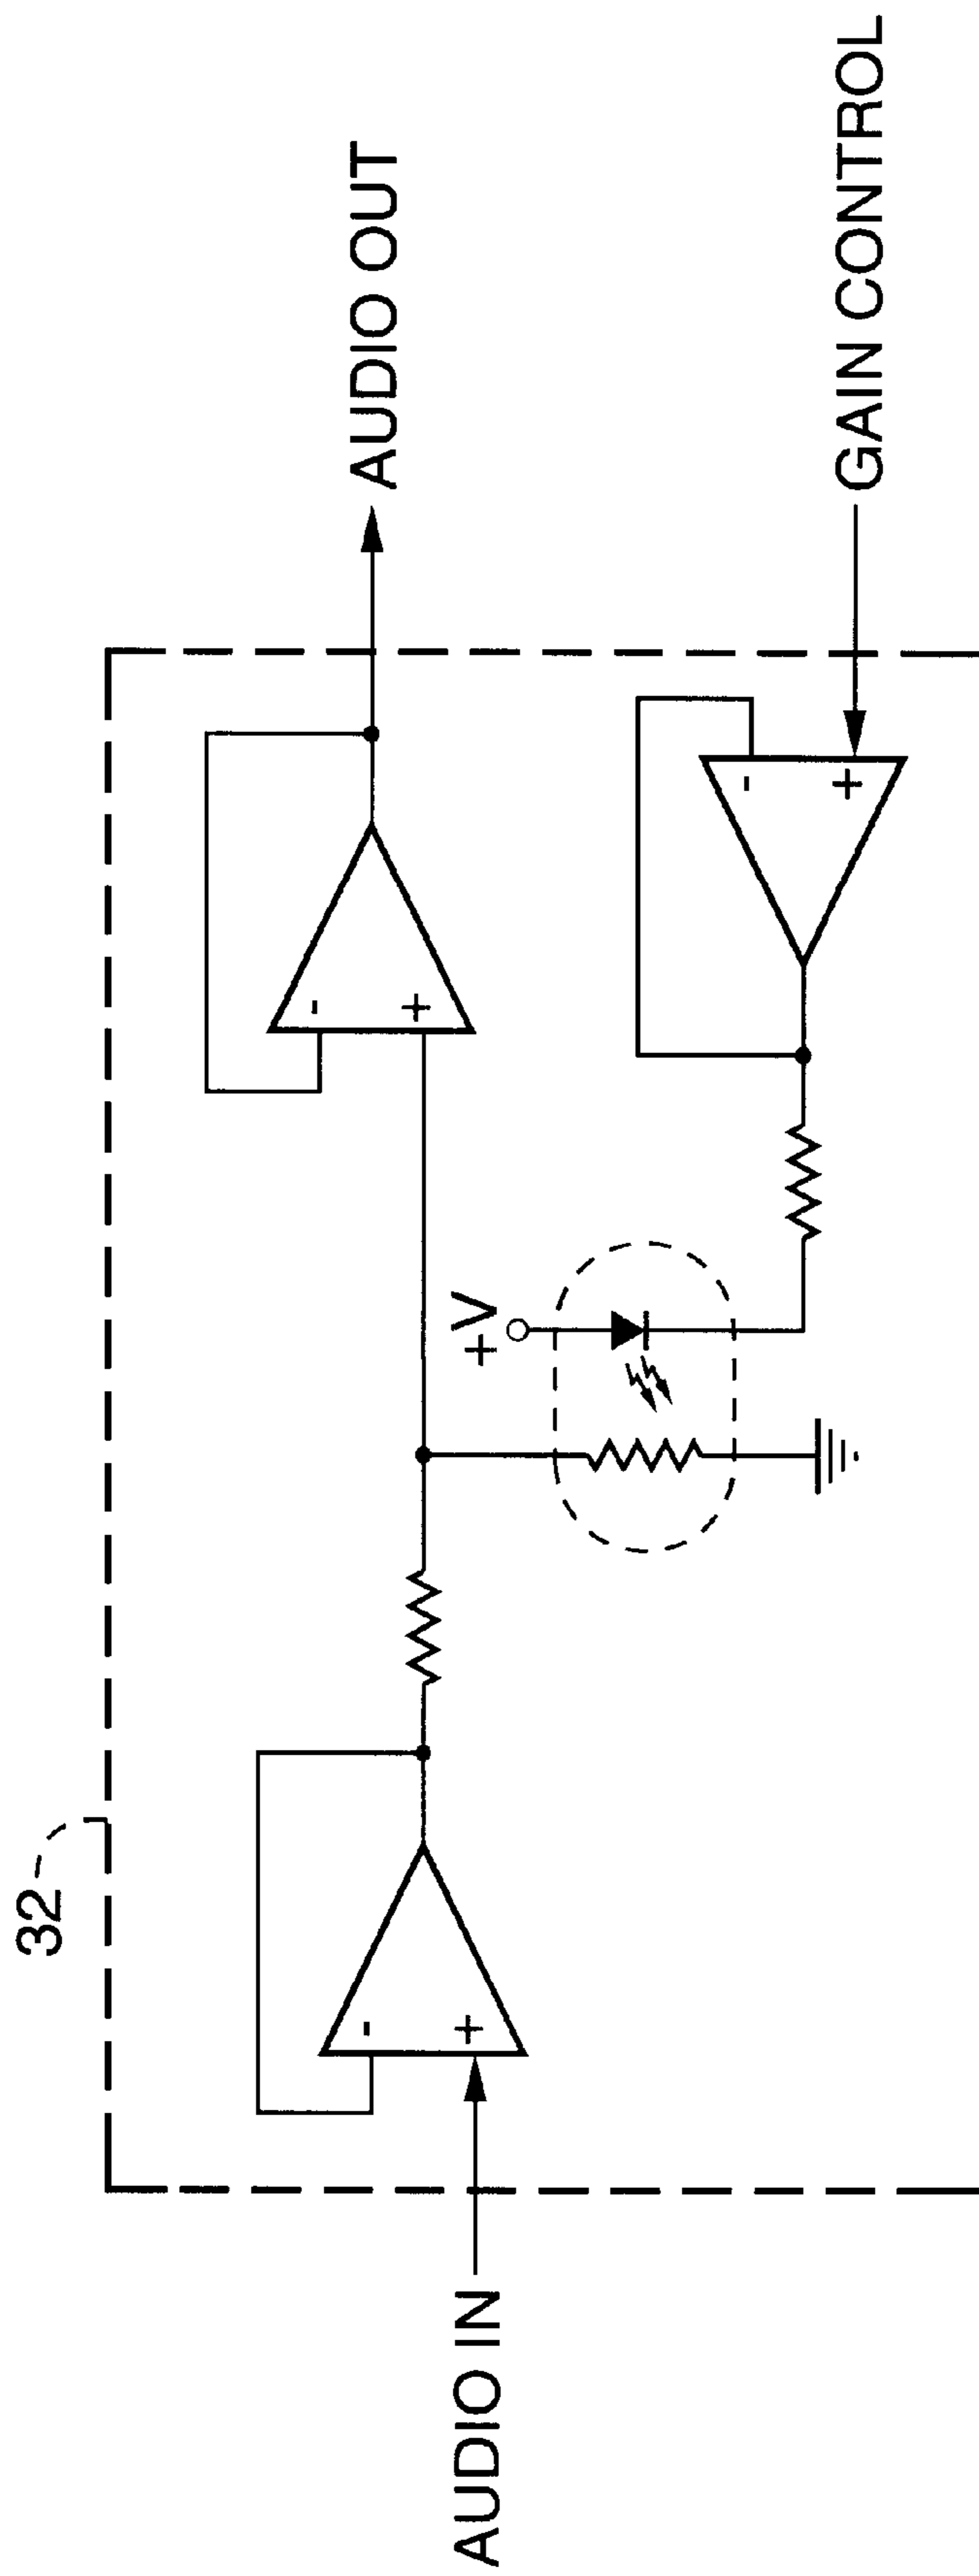 32
AUDIO IN
-
+
+V
-
+
AUDIO OUT
-
+
GAIN CONTROL